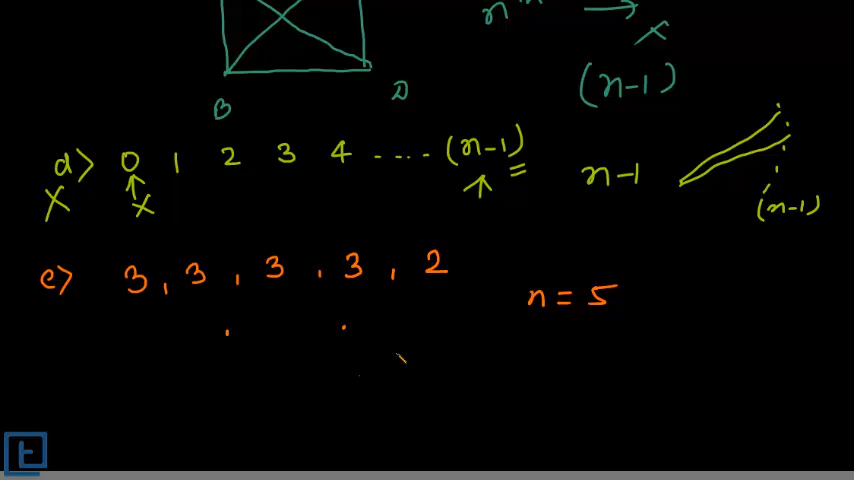 B D (n-1)
d> 0 1 2 3 4 ..... (n-1) n-1
X X (n-1)
e> 3, 3, 3, 3, 2 n = 5
t